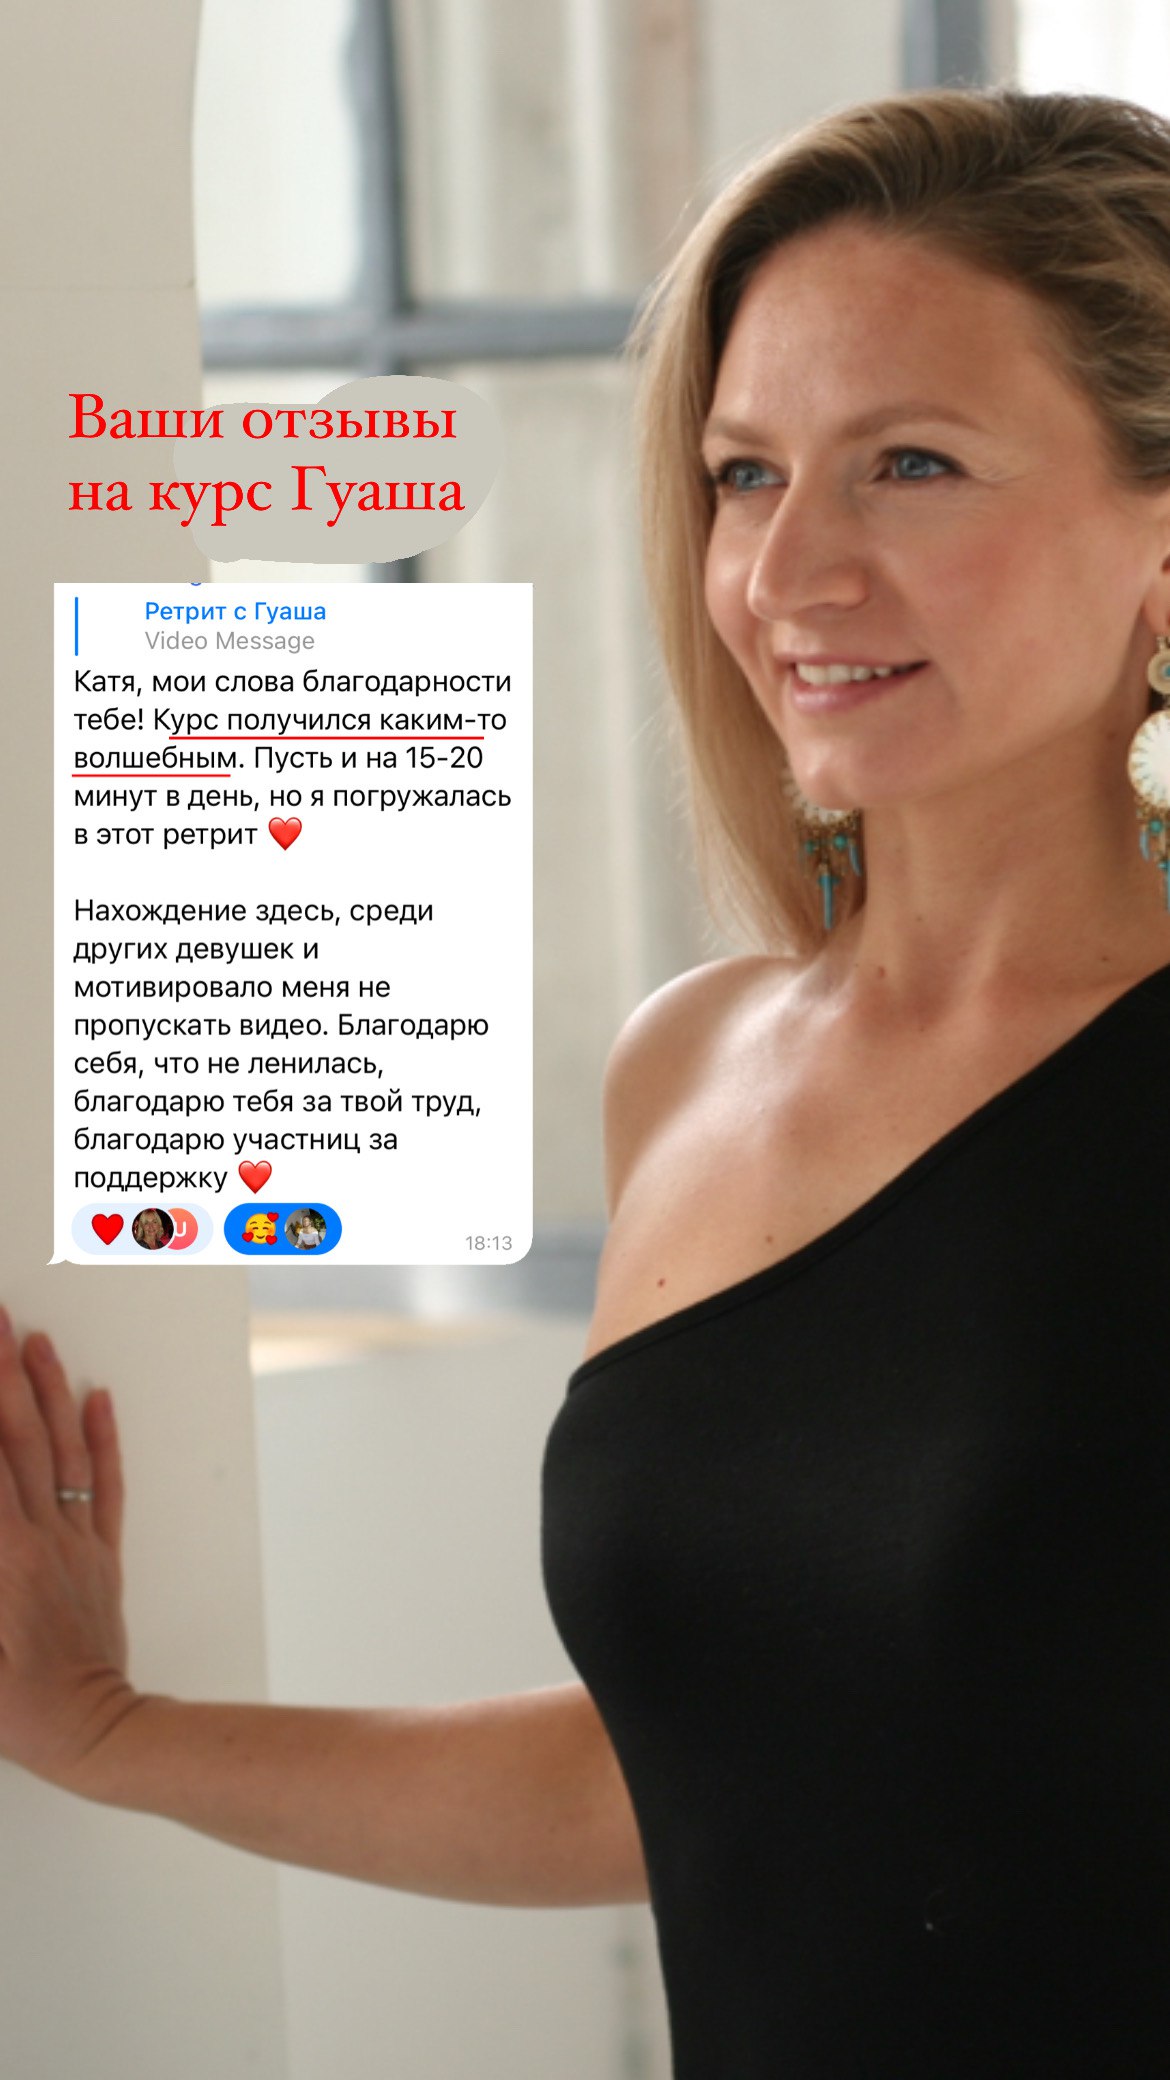 Ваши отзывы
на курс Гуаша
Ретрит с Гуаша
Video Message
Катя, мои слова благодарности
тебе! Курс получился каким-то
волшебным. Пусть и на 15-20
минут в день, но я погружалась
в этот ретрит ❤️
Нахождение здесь, среди
других девушек и
мотивировало меня не
пропускать видео. Благодарю
себя, что не ленилась,
благодарю тебя за твой труд,
благодарю участниц за
поддержку ❤️
U
18:13